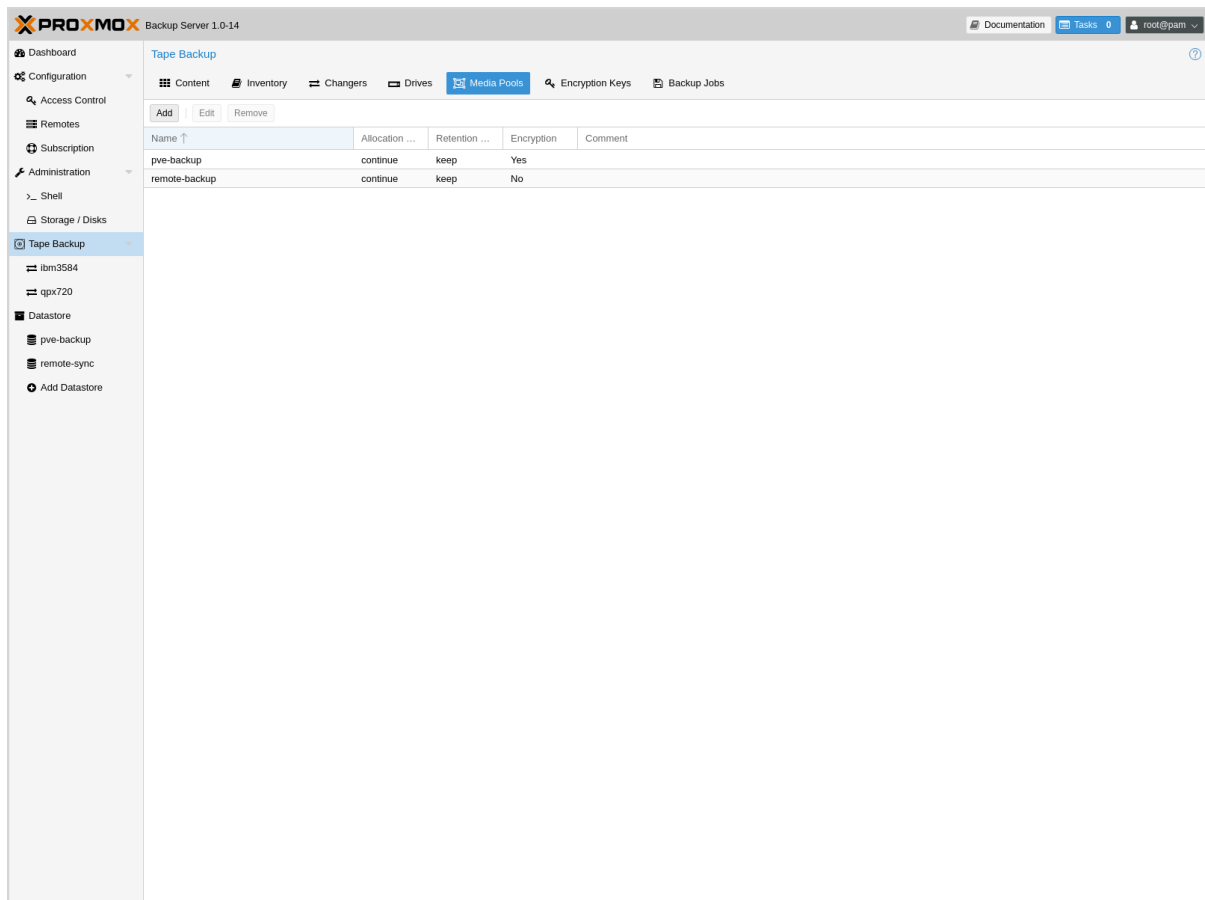 PROXMOX Backup Server 1.0-14 Documentation Tasks 0 root@pam
Dashboard
Configuration
Access Control
Remotes
Subscription
Administration
Shell
Storage / Disks
Tape Backup
ibm3584
qpx720
Datastore
pve-backup
remote-sync
Add Datastore
Tape Backup
Content Inventory Changers Drives Media Pools Encryption Keys Backup Jobs
Add Edit Remove
Name Allocation ... Retention ... Encryption Comment
pve-backup continue keep Yes
remote-backup continue keep No